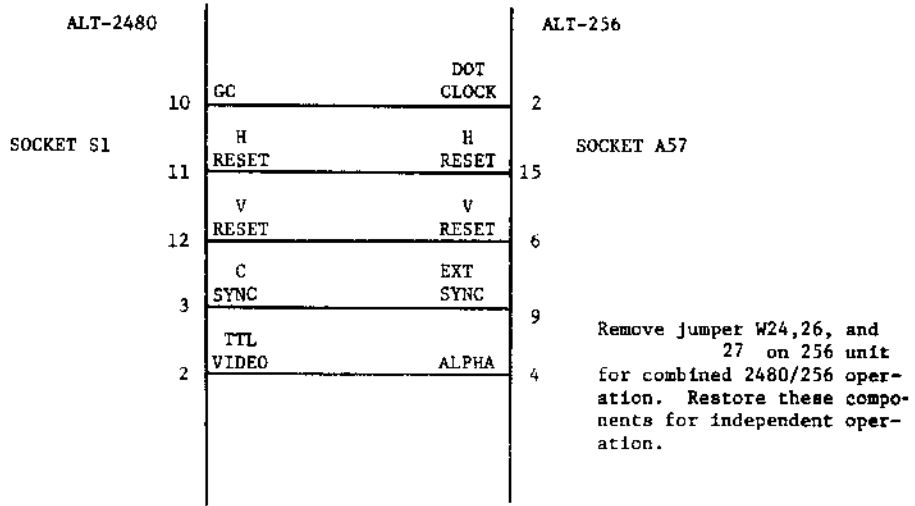 ALT-2480 ALT-256
DOT
10 GC CLOCK 2
SOCKET S1 H H SOCKET A57
RESET RESET
11 15
V V
RESET RESET
12 6
C EXT
SYNC SYNC
3 9
TTL
VIDEO ALPHA
2 4
Remove jumper W24,26, and
27 on 256 unit
for combined 2480/256 oper-
ation. Restore these compo-
nents for independent oper-
ation.